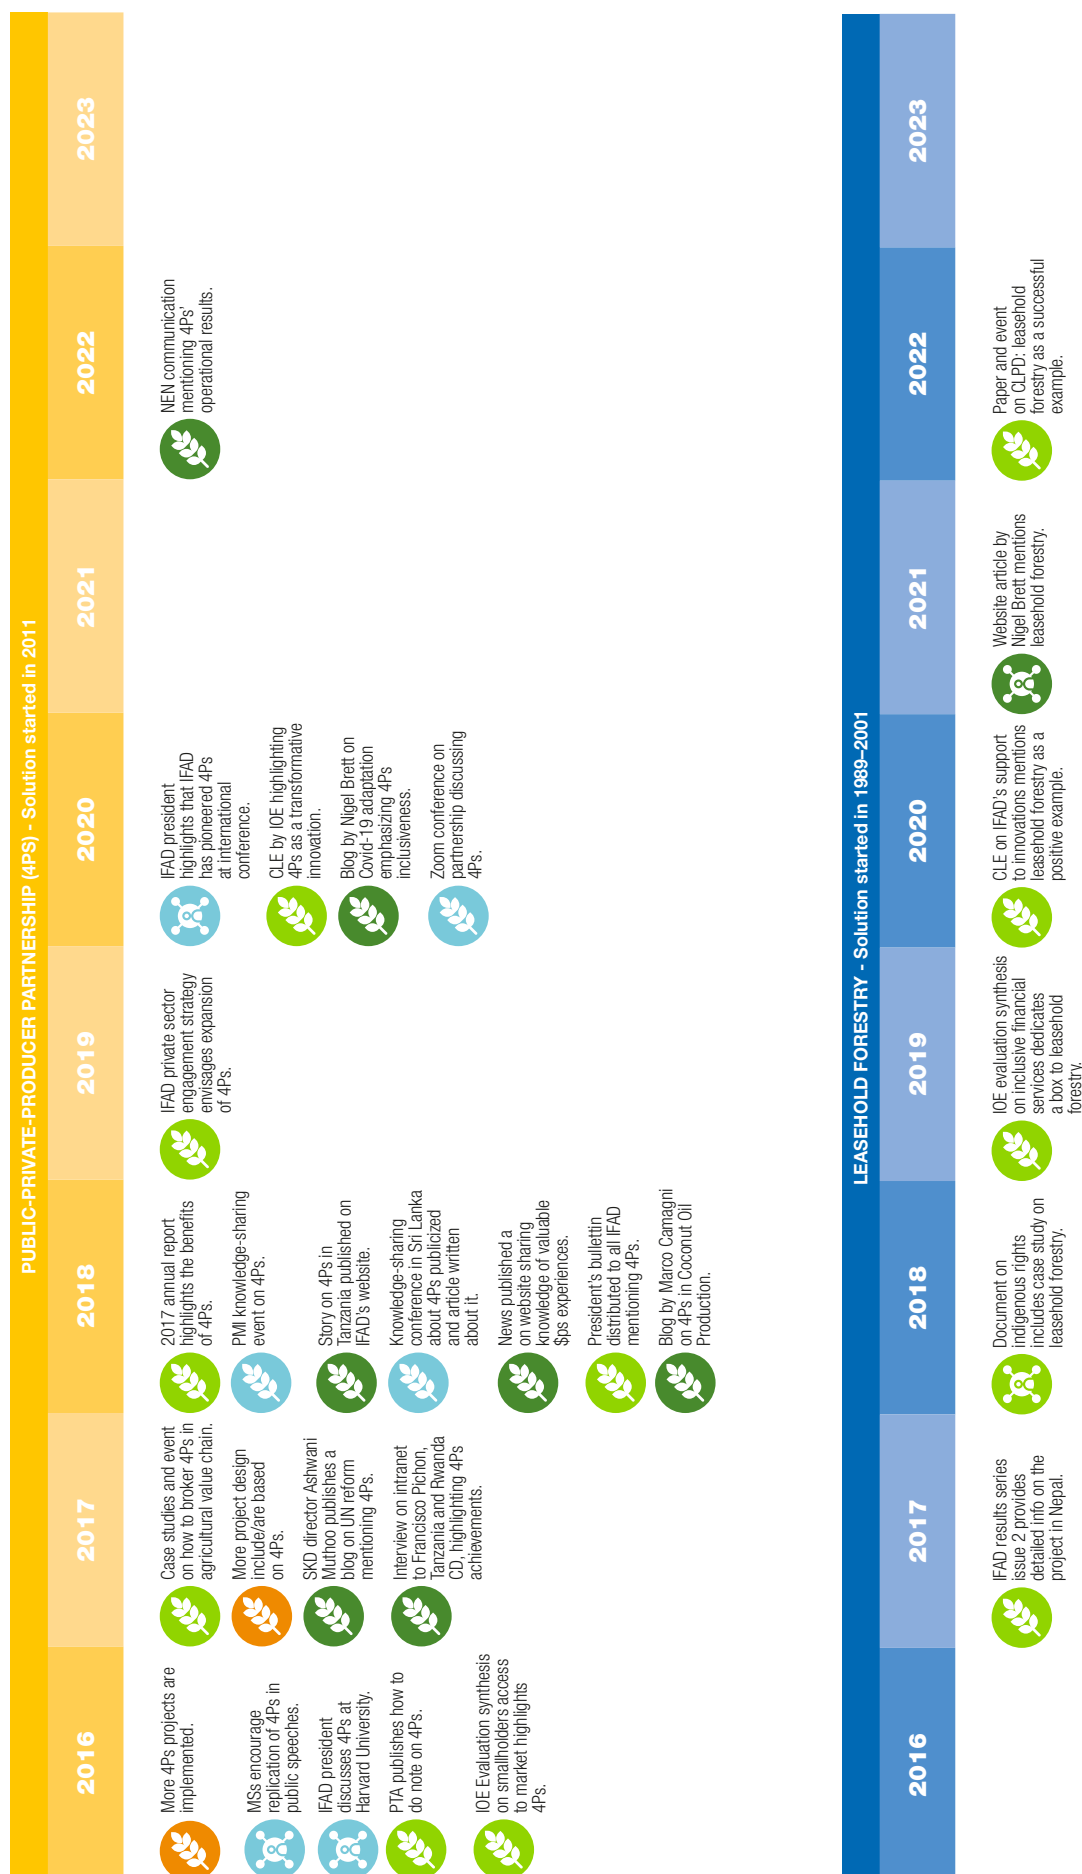 PUBLIC-PRIVATE-PRODUCER PARTNERSHIP (4PS) - Solution started in 2011
2016
2017
2018
2019
2020
2021
2022
2023
More 4Ps projects are
implemented.
MSs encourage
replication of 4Ps in
public speeches.
IFAD president
discusses 4Ps at
Harvard University.
PTA publishes how to
do note on 4Ps.
IOE Evaluation synthesis
on smallholders access
to market highlights
4Ps.
Case studies and event
on how to broker 4Ps in
agricultural value chain.
More project design
include/are based
on 4Ps.
SKD director Ashwani
Muthoo publishes a
blog on UN reform
mentioning 4Ps.
Interview on intranet
to Francisco Pichon,
Tanzania and Rwanda
CD, highlighting 4Ps
achievements.
2017 annual report
highlights the benefits
of 4Ps.
PMI knowledge-sharing
event on 4Ps.
Story on 4Ps in
Tanzania published on
IFAD's website.
Knowledge-sharing
conference in Sri Lanka
about 4Ps publicized
and article written
about it.
News published a
on website sharing
knowledge of valuable
$ps experiences.
President's bullettin
distributed to all IFAD
mentioning 4Ps.
Blog by Marco Camagni
on 4Ps in Coconut Oil
Production.
IFAD private sector
engagement strategy
envisages expansion
of 4Ps.
IFAD president
highlights that IFAD
has pioneered 4Ps
at international
conference.
CLE by IOE highlighting
4Ps as a transformative
innovation.
Blog by Nigel Brett on
Covid-19 adaptation
emphasizing 4Ps
inclusiveness.
Zoom conference on
partnership discussing
4Ps.
NEN communication
mentioning 4Ps'
operational results.
LEASEHOLD FORESTRY - Solution started in 1989–2001
2016
2017
2018
2019
2020
2021
2022
2023
IFAD results series
issue 2 provides
detailed info on the
project in Nepal.
Document on
indigenous rights
includes case study on
leasehold forestry.
IOE evaluation synthesis
on inclusive financial
services dedicates
a box to leasehold
forestry.
CLE on IFAD's support
to innovations mentions
leasehold forestry as a
positive example.
Website article by
Nigel Brett mentions
leasehold forestry.
Paper and event
on CLPD: leasehold
forestry as a successful
example.